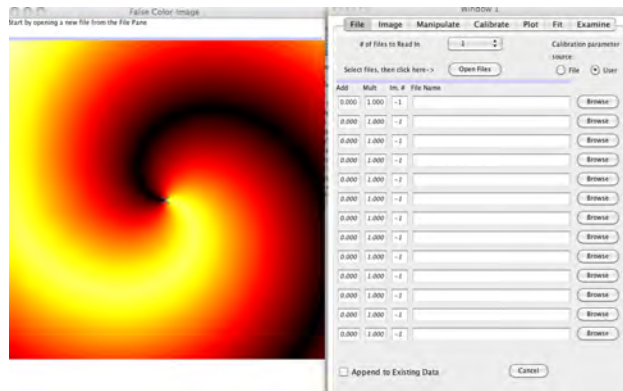 False Color Image
Start by opening a new file from the File Pane
Window 1
File Image Manipulate Calibrate Plot Fit Examine
# of Files to Read In 1
Calibration parameter
source:
Select files, then click here-> Open Files
File User
Add Mult Im. # File Name
0.000 1.000 -1 Browse
0.000 1.000 -1 Browse
0.000 1.000 -1 Browse
0.000 1.000 -1 Browse
0.000 1.000 -1 Browse
0.000 1.000 -1 Browse
0.000 1.000 -1 Browse
0.000 1.000 -1 Browse
0.000 1.000 -1 Browse
0.000 1.000 -1 Browse
0.000 1.000 -1 Browse
0.000 1.000 -1 Browse
0.000 1.000 -1 Browse
Append to Existing Data Cancel